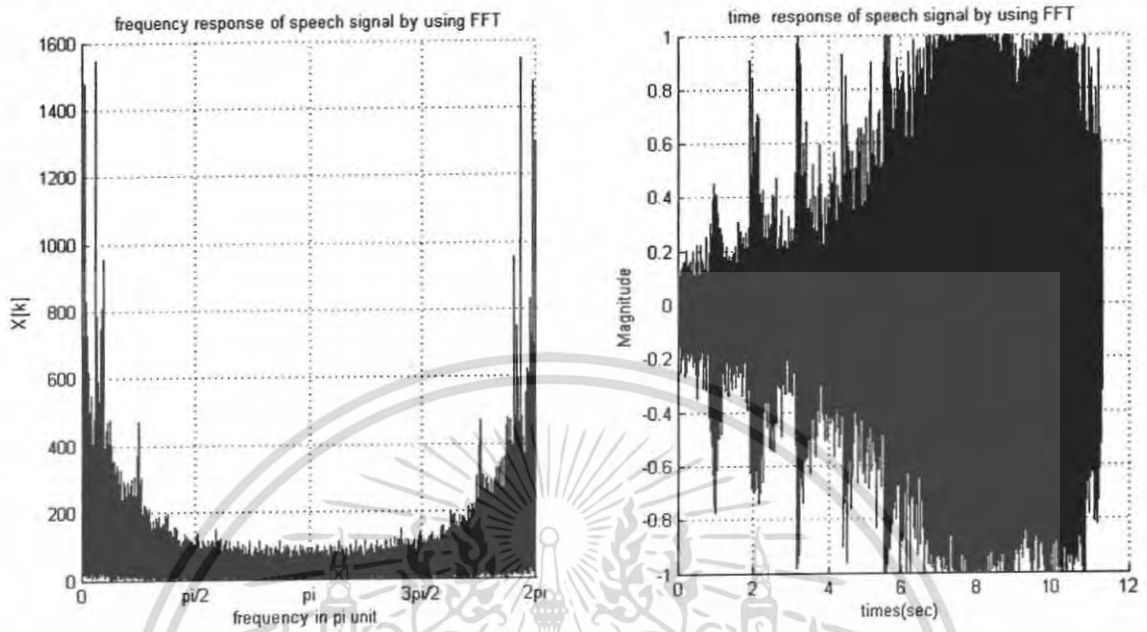 frequency response of speech signal by using FFT
X[k]
1600
1400
1200
1000
800
600
400
200
0
0 pi/2 pi 3pi/2 2pi
frequency in pi unit
time response of speech signal by using FFT
Magnitude
1
0.8
0.6
0.4
0.2
0
-0.2
-0.4
-0.6
-0.8
-1
0 2 4 6 8 10 12
times(sec)